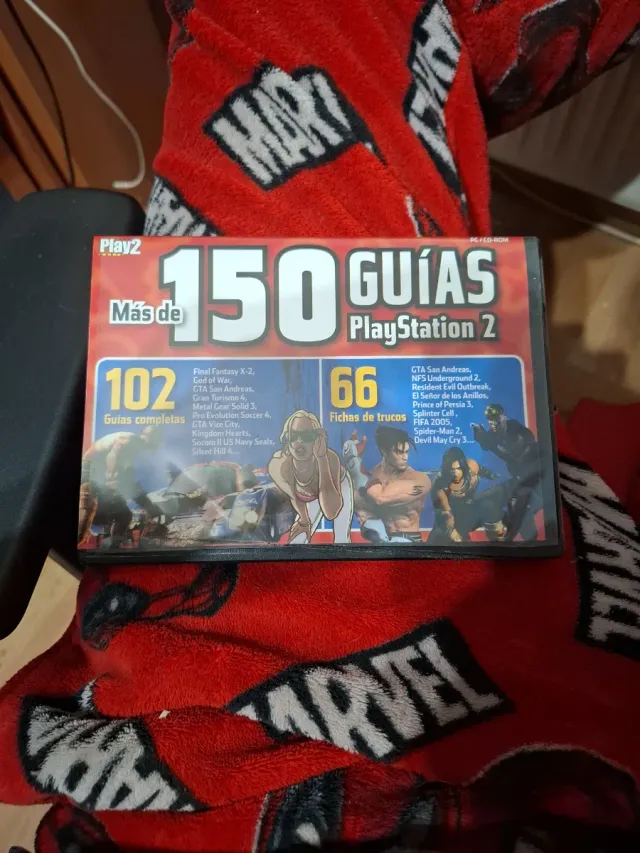 MARVEL
MARVEL
Play2
PC / CD-ROM
Más de 150 GUÍAS
PlayStation 2
102
Guías completas
Final Fantasy X-2,
God of War,
GTA San Andreas,
Gran Turismo 4,
Metal Gear Solid 3,
Pro Evolution Soccer 4,
GTA Vice City,
Kingdom Hearts,
Socom II US Navy Seals,
Silent Hill 4...
66
Fichas de trucos
GTA San Andreas,
NFS Underground 2,
Resident Evil Outbreak,
El Señor de los Anillos,
Prince of Persia 3,
Splinter Cell ,
FIFA 2005,
Spider-Man 2,
Devil May Cry 3....
MARVEL
MARVEL
MARVEL